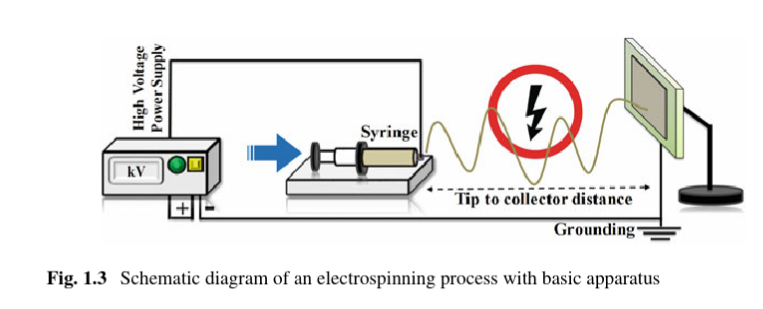 High Voltage
Power Supply
Syringe
kV
+ -
Tip to collector distance
Grounding
Fig. 1.3 Schematic diagram of an electrospinning process with basic apparatus